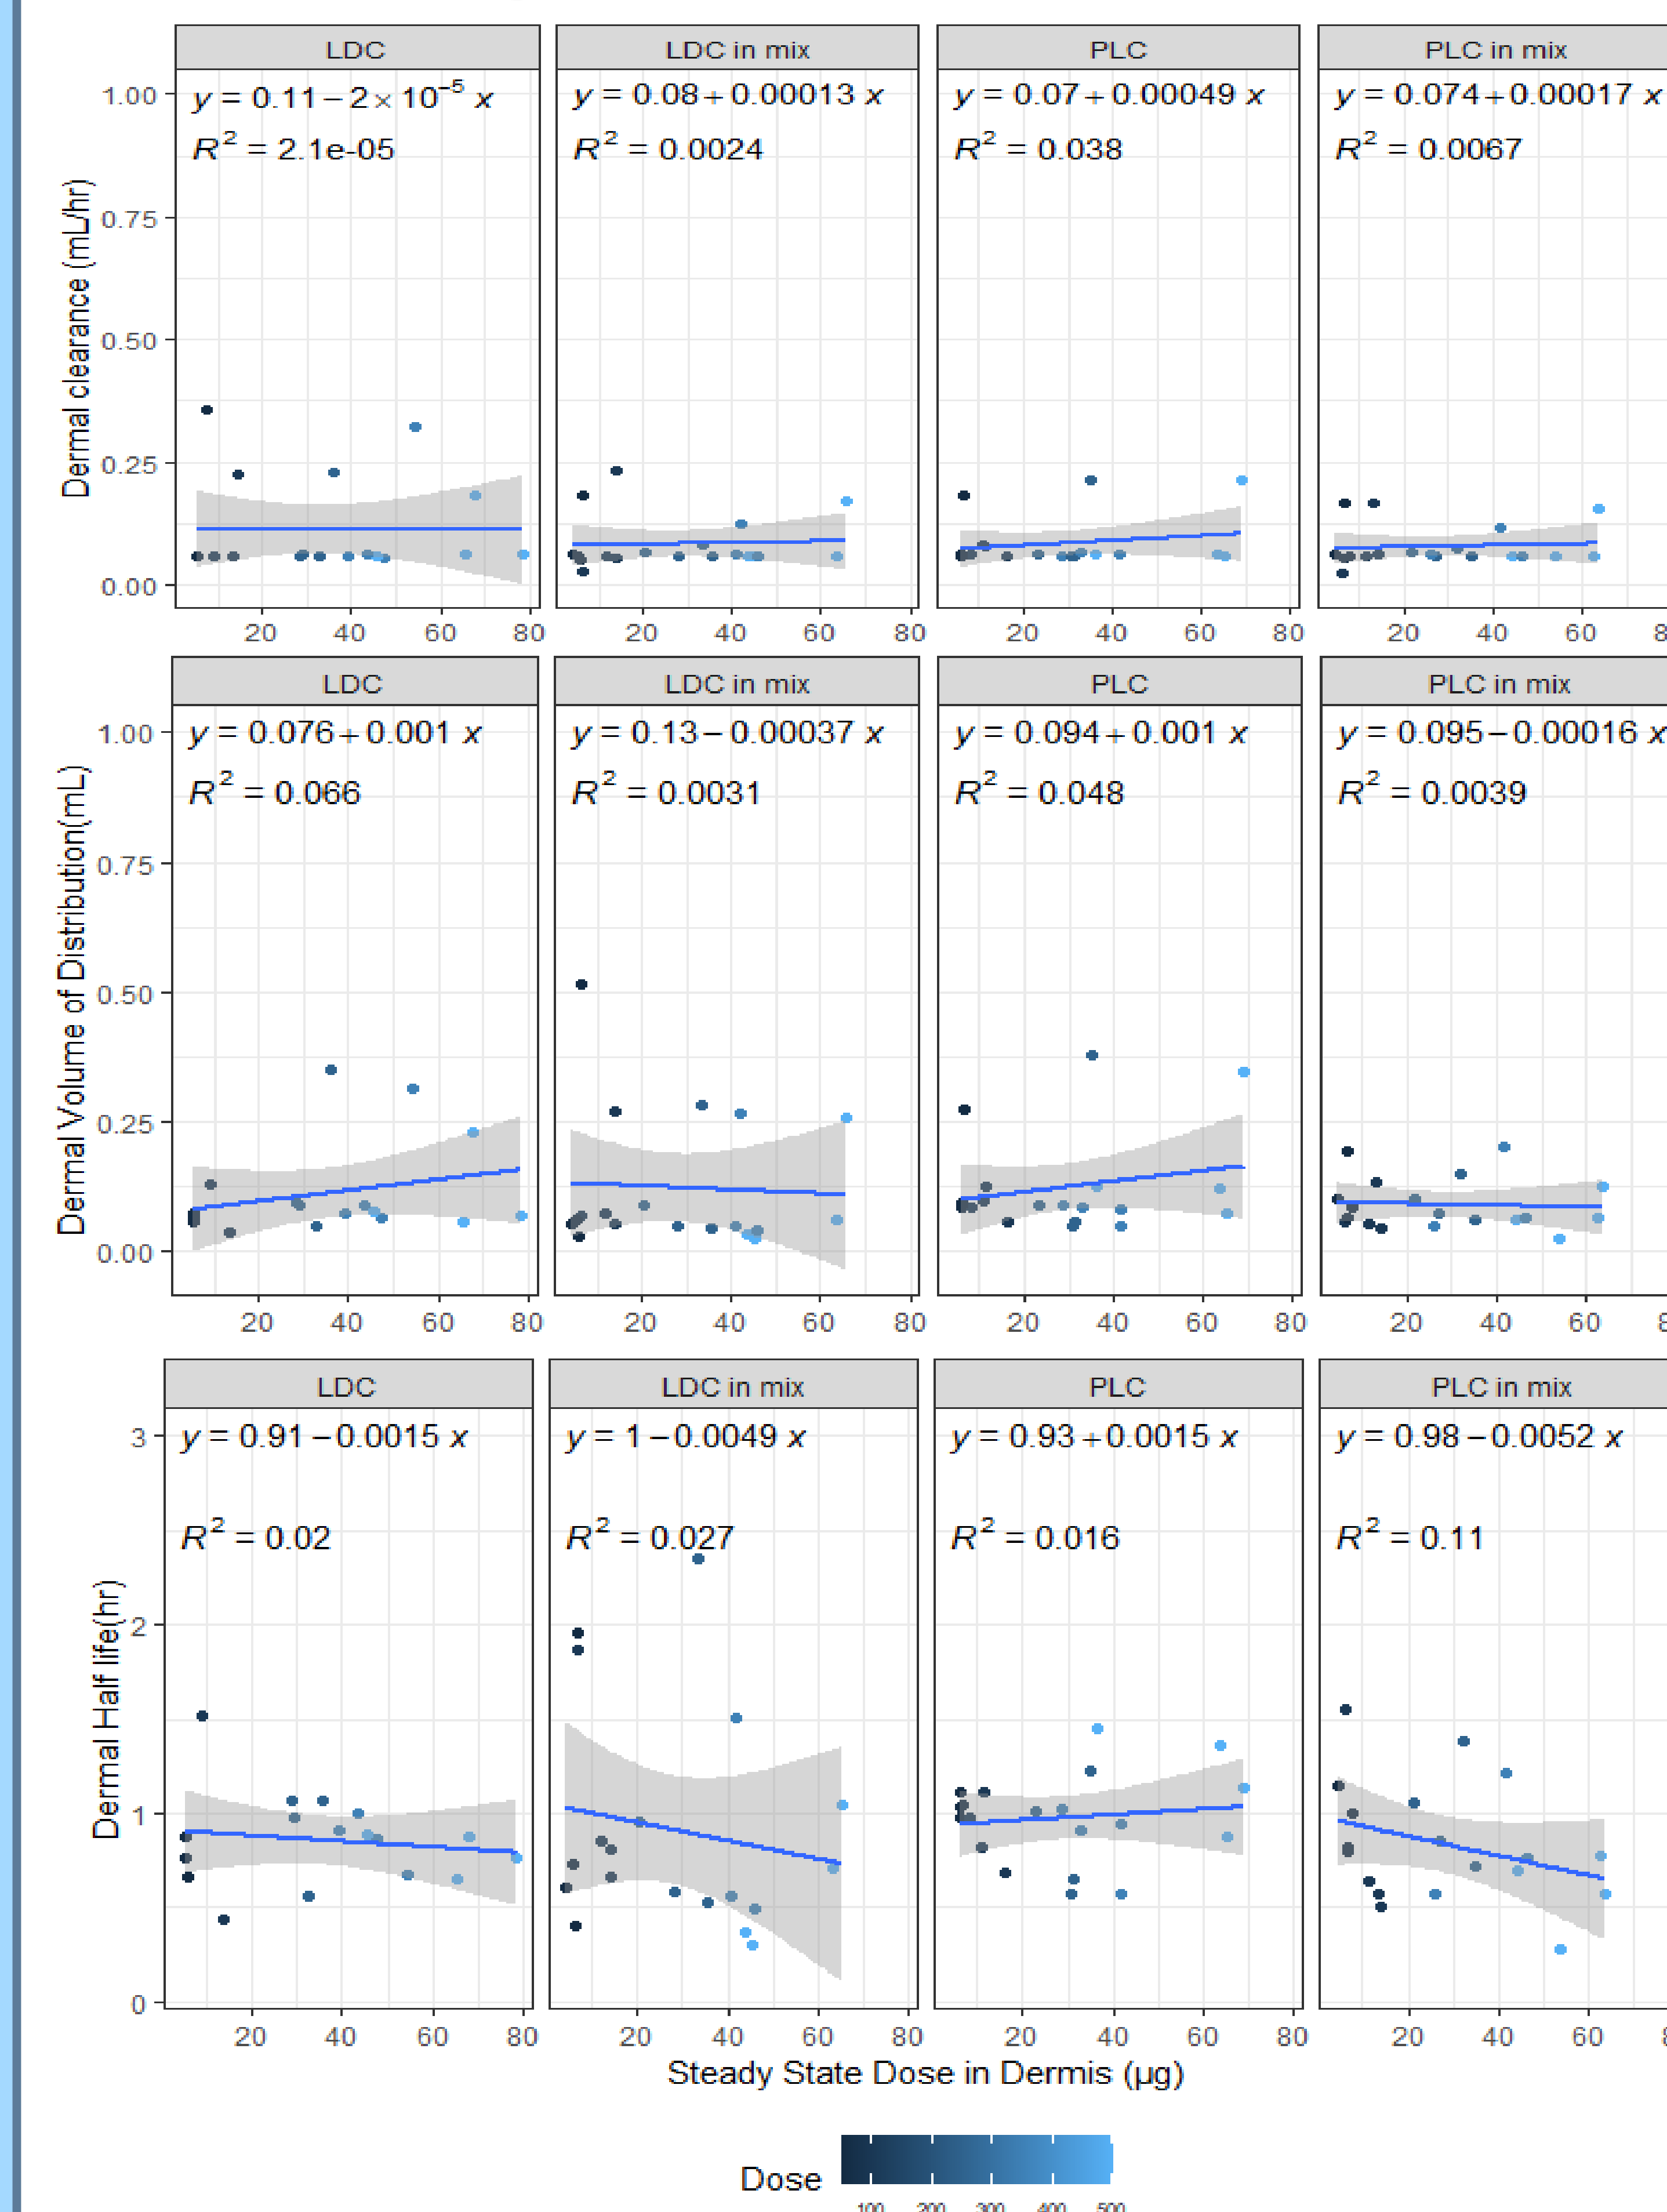 LDC LDC in mix PLC PLC in mix
y = 0.11 − 2 × 10⁻⁵ x y = 0.08 + 0.00013 x y = 0.07 + 0.00049 x y = 0.074 + 0.00017 x
R² = 2.1e-05 R² = 0.0024 R² = 0.038 R² = 0.0067
Dermal clearance (mL/hr)
1.00
0.75
0.50
0.25
0.00
20 40 60 80 20 40 60 80 20 40 60 80 20 40 60
LDC LDC in mix PLC PLC in mix
y = 0.076 + 0.001 x y = 0.13 − 0.00037 x y = 0.094 + 0.001 x y = 0.095 − 0.00016 x
R² = 0.066 R² = 0.0031 R² = 0.048 R² = 0.0039
Dermal Volume of Distribution(mL)
1.00
0.75
0.50
0.25
0.00
20 40 60 80 20 40 60 80 20 40 60 80 20 40 60
LDC LDC in mix PLC PLC in mix
y = 0.91 − 0.0015 x y = 1 − 0.0049 x y = 0.93 + 0.0015 x y = 0.98 − 0.0052 x
R² = 0.02 R² = 0.027 R² = 0.016 R² = 0.11
Dermal Half life(hr)
3
2
1
0
20 40 60 80 20 40 60 80 20 40 60 80 20 40 60
Steady State Dose in Dermis (µg)
Dose
100 200 300 400 500